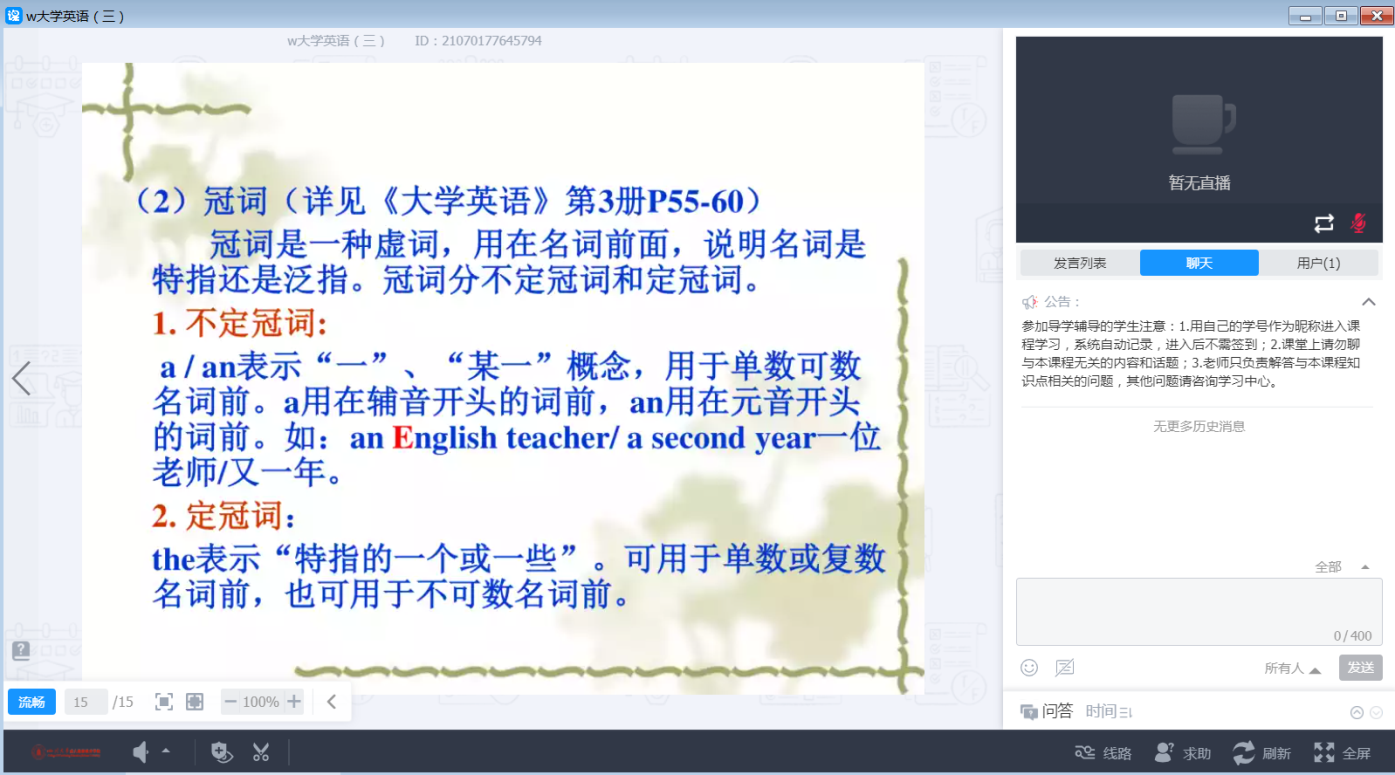 w大学英语（三）
w大学英语（三） ID：21070177645794
（2）冠词（详见《大学英语》第3册P55-60）
冠词是一种虚词，用在名词前面，说明名词是
特指还是泛指。冠词分不定冠词和定冠词。
1. 不定冠词:
a / an表示“一”、“某一”概念，用于单数可数
名词前。a用在辅音开头的词前，an用在元音开头
的词前。如：an English teacher/ a second year一位
老师/又一年。
2. 定冠词：
the表示“特指的一个或一些”。可用于单数或复数
名词前，也可用于不可数名词前。
流畅 15 /15 100%
暂无直播
发言列表 聊天 用户(1)
公告：
参加导学辅导的学生注意：1.用自己的学号作为昵称进入课
程学习，系统自动记录，进入后不需签到；2.课堂上请勿聊
与本课程无关的内容和话题；3.老师只负责解答与本课程知
识点相关的问题，其他问题请咨询学习中心。
无更多历史消息
全部
0/400
所有人 发送
问答 时间
线路 求助 刷新 全屏